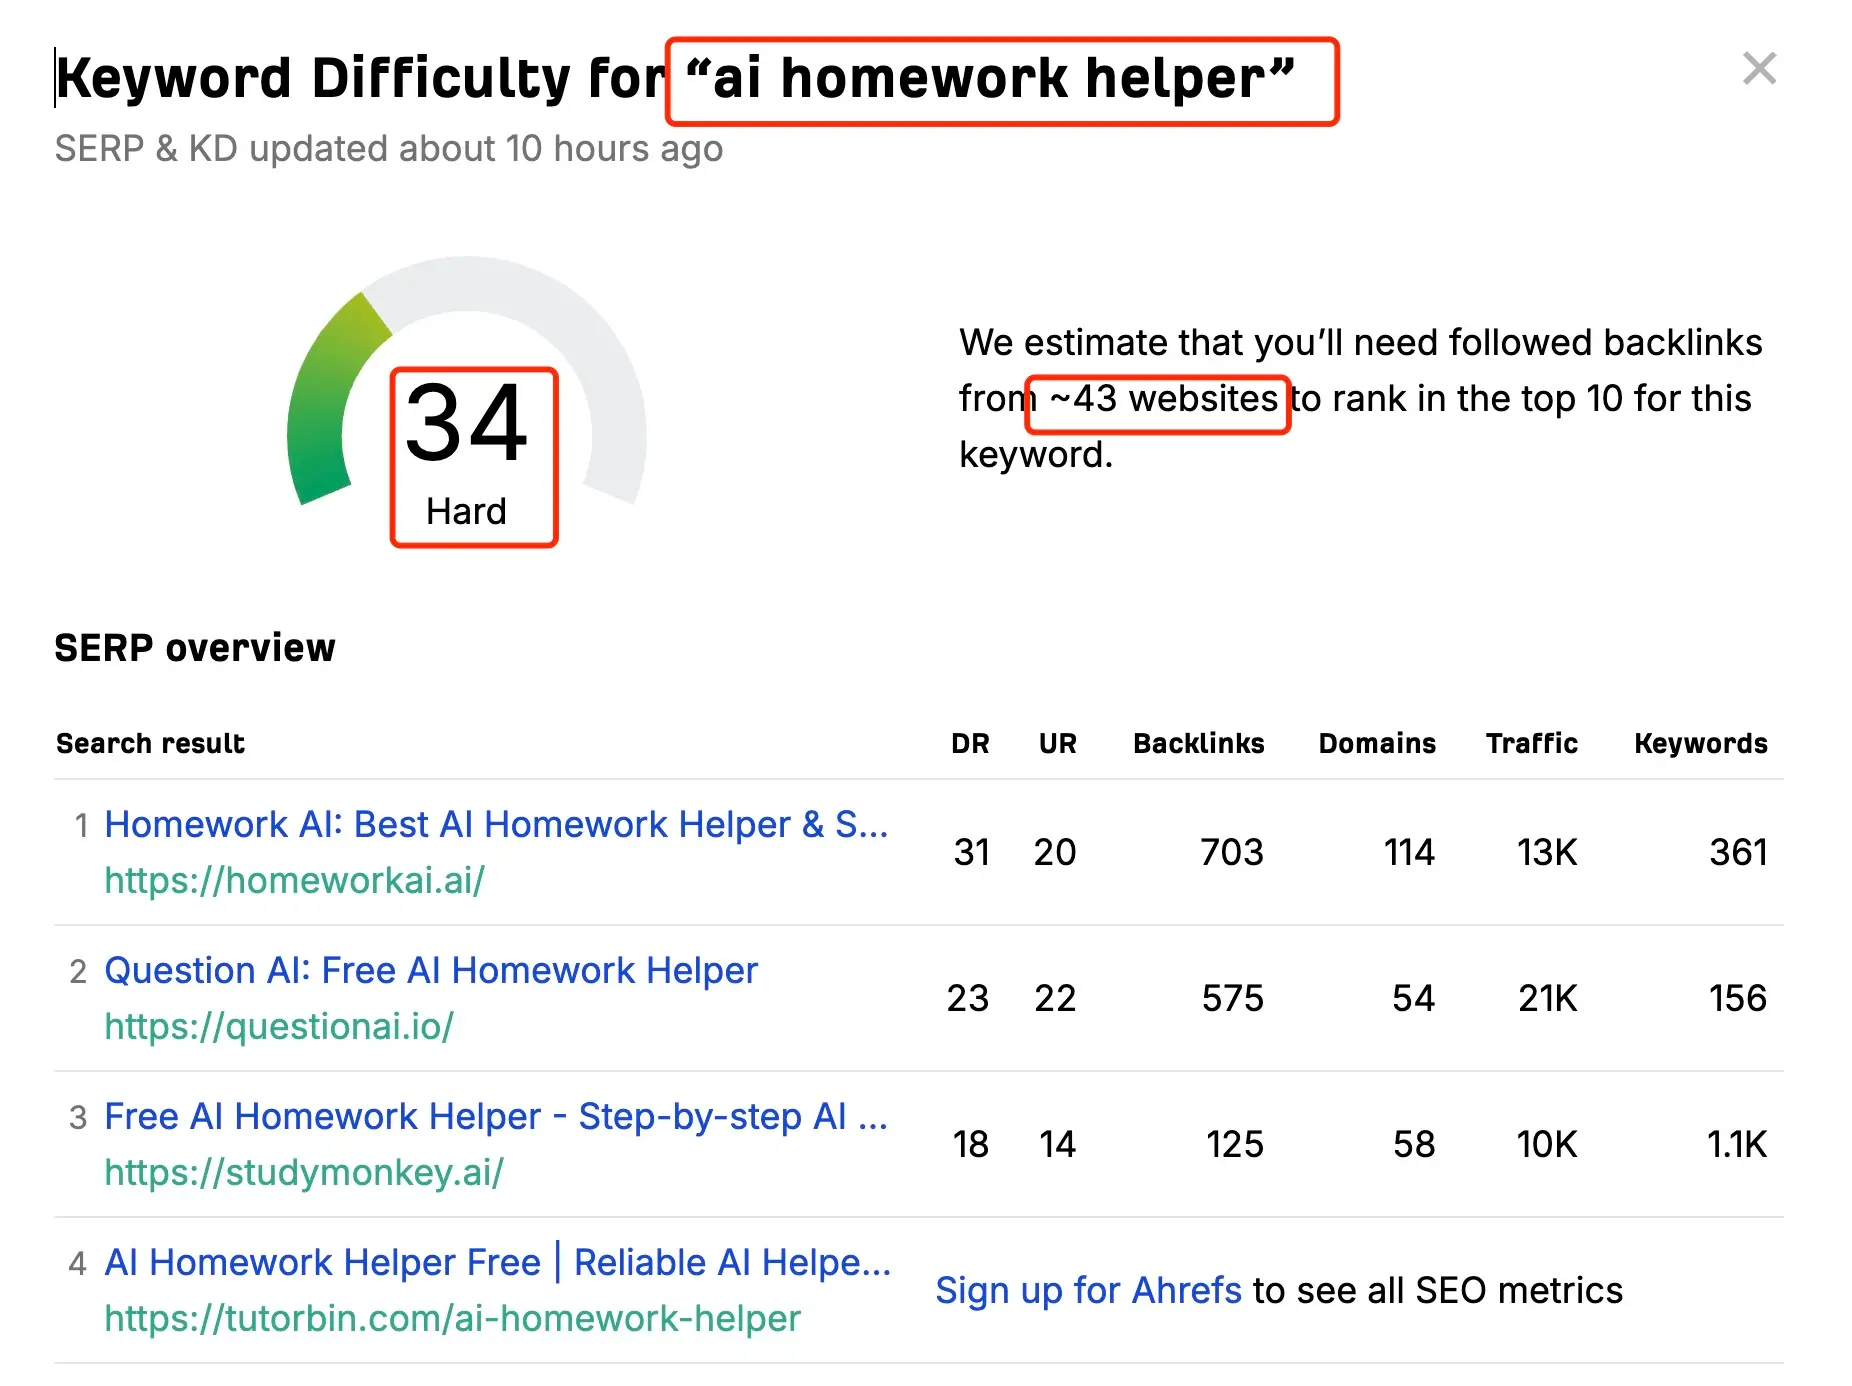 Keyword Difficulty for “ai homework helper”
SERP & KD updated about 10 hours ago
34
Hard
We estimate that you’ll need followed backlinks
from ~43 websites to rank in the top 10 for this
keyword.
SERP overview
Search result DR UR Backlinks Domains Traffic Keywords
1 Homework AI: Best AI Homework Helper & S... 31 20 703 114 13K 361
https://homeworkai.ai/
2 Question AI: Free AI Homework Helper 23 22 575 54 21K 156
https://questionai.io/
3 Free AI Homework Helper - Step-by-step AI ... 18 14 125 58 10K 1.1K
https://studymonkey.ai/
4 AI Homework Helper Free | Reliable AI Helpe... Sign up for Ahrefs to see all SEO metrics
https://tutorbin.com/ai-homework-helper